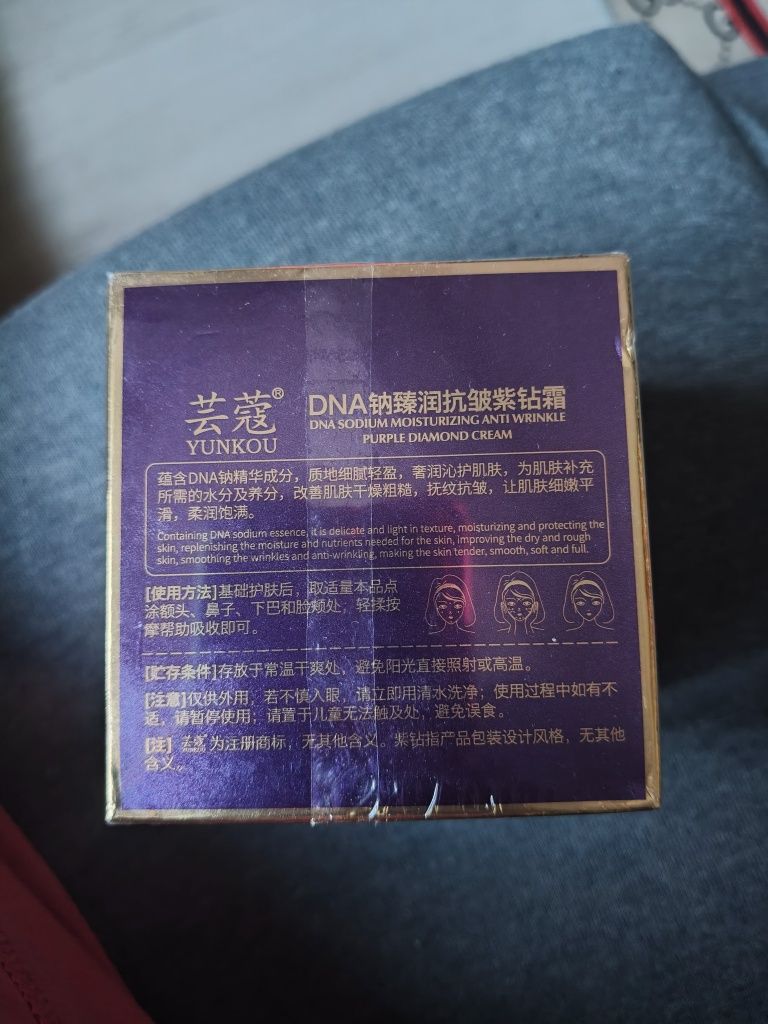 芸蔻®
YUNKOU
DNA钠臻润抗皱紫钻霜
DNA SODIUM MOISTURIZING ANTI WRINKLE
PURPLE DIAMOND CREAM
蕴含DNA钠精华成分，质地细腻轻盈，奢润沁护肌肤，为肌肤补充
所需的水分及养分，改善肌肤干燥粗糙，抚纹抗皱，让肌肤细嫩平
滑，柔润饱满。
Containing DNA sodium essence, it is delicate and light in texture, moisturizing and protecting the
skin, replenishing the moisture and nutrients needed for the skin, improving the dry and rough
skin, smoothing the wrinkles and anti-wrinkling, making the skin tender, smooth, soft and full.
[使用方法]基础护肤后，取适量本品点
涂额头、鼻子、下巴和脸颊处；轻揉按
摩帮助吸收即可。
[贮存条件]存放于常温干爽处，避免阳光直接照射或高温。
[注意]仅供外用，若不慎入眼，请立即用清水洗净；使用过程中如有不
适，请暂停使用；请置于儿童无法触及处，避免误食。
[注] 芸蔻 YUNKOU 为注册商标，无其他含义。紫钻指产品包装设计风格，无其他
含义。